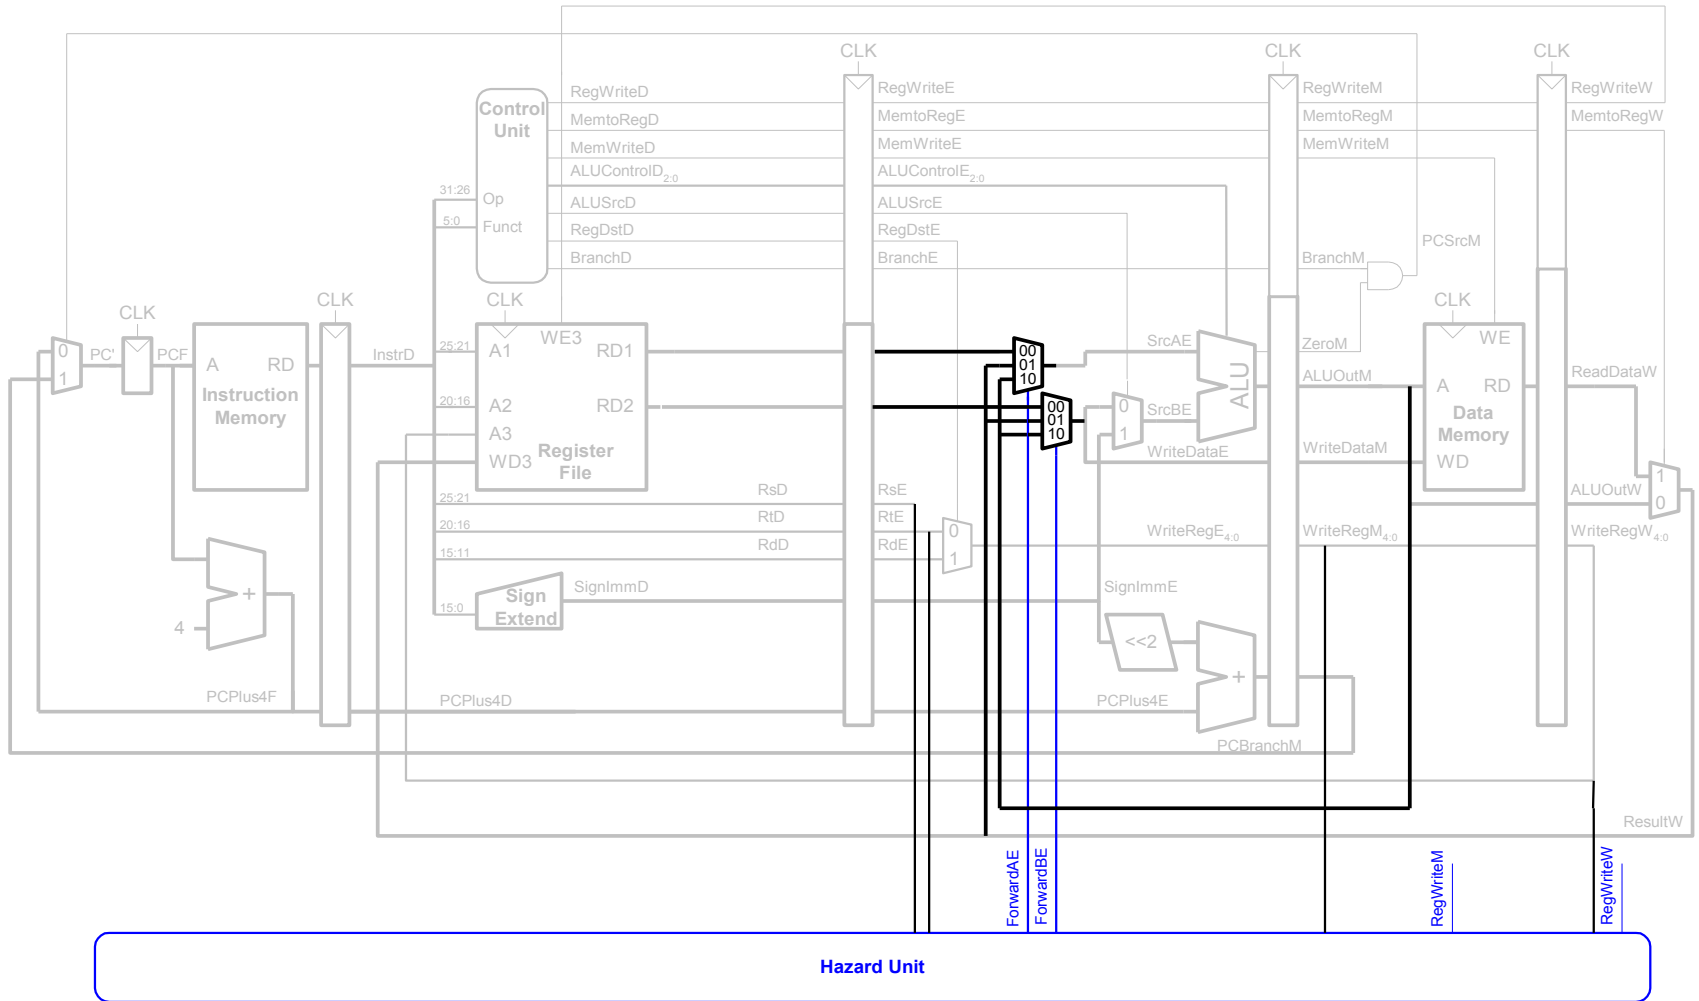 CLK
CLK
CLK
RegWriteD
RegWriteE
RegWriteM
RegWriteW
Control
Unit
MemtoRegD
MemtoRegE
MemtoRegM
MemtoRegW
MemWriteD
MemWriteE
MemWriteM
ALUControlD2:0
ALUControlE2:0
31:26
Op
ALUSrcD
ALUSrcE
5:0
Funct
RegDstD
RegDstE
PCSrcM
BranchD
BranchE
BranchM
CLK
CLK
CLK
CLK
WE3
WE
0
1
PC'
PCF
A
RD
Instruction
Memory
InstrD
25:21
A1
RD1
00
01
10
SrcAE
ZeroM
ALU
ALUOutM
A
RD
ReadDataW
20:16
A2
RD2
00
01
10
0
1
SrcBE
Data
Memory
A3
Register
File
WD3
WriteDataE
WriteDataM
WD
1
0
25:21
RsD
RsE
ALUOutW
20:16
RtD
RtE
0
1
WriteRegE4:0
WriteRegM4:0
WriteRegW4:0
15:11
RdD
RdE
+
4
15:0
Sign
Extend
SignImmD
SignImmE
<<2
+
PCPlus4F
PCPlus4D
PCPlus4E
PCBranchM
ResultW
ForwardAE
ForwardBE
RegWriteM
RegWriteW
Hazard Unit